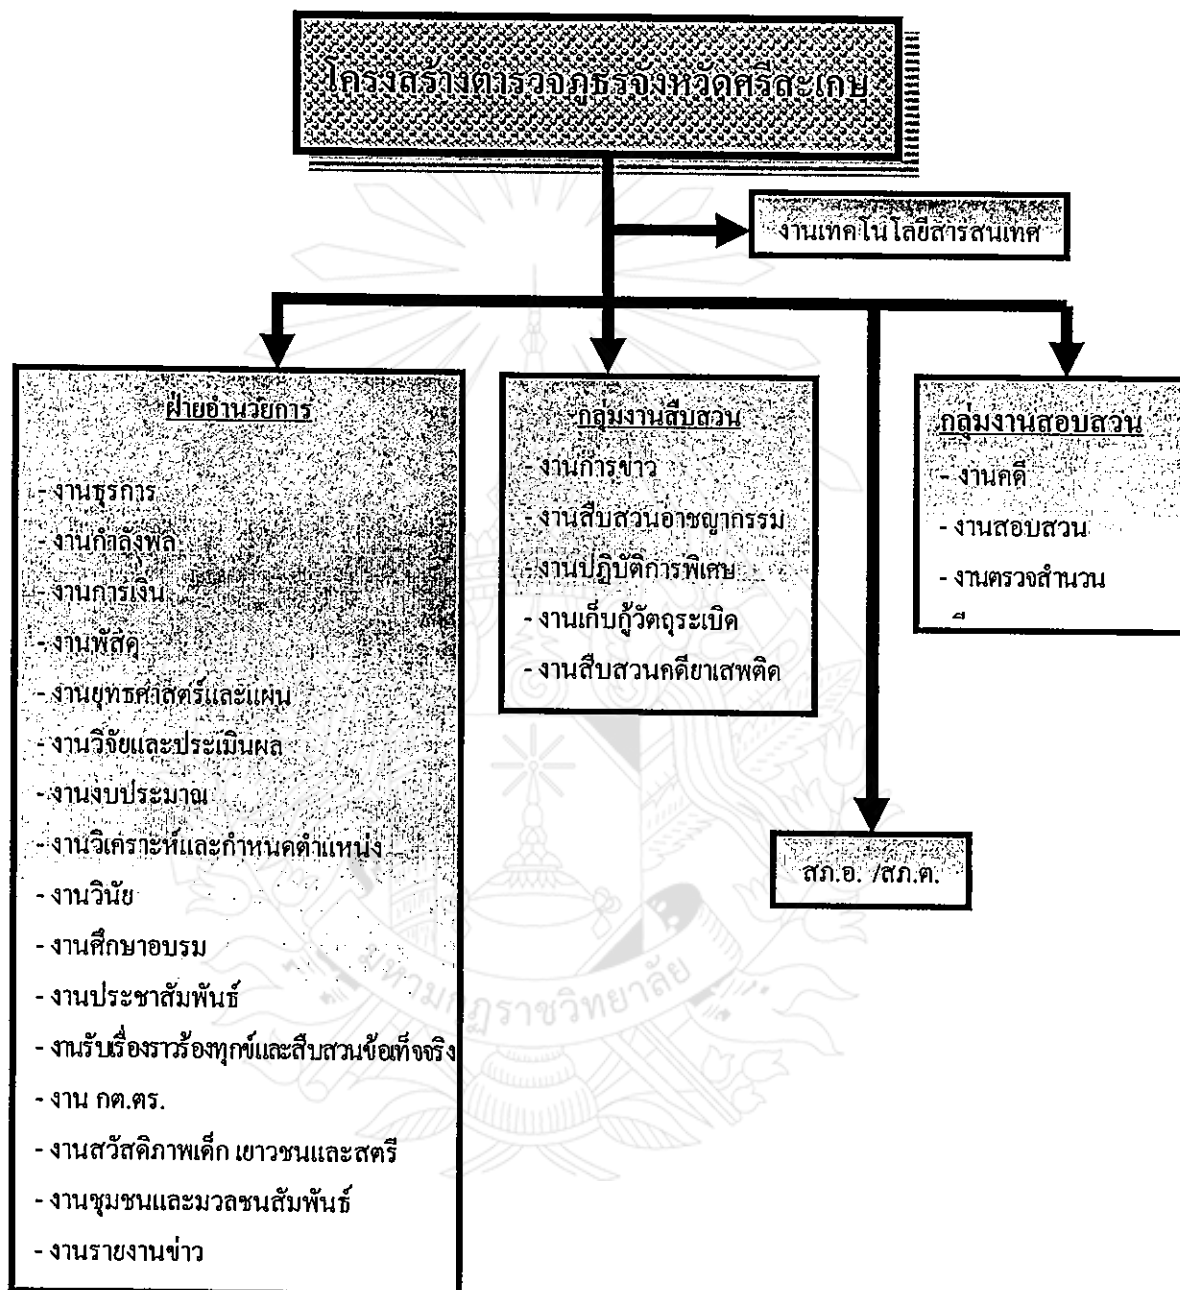 โครงสร้างตำรวจภูธรจังหวัดศรีสะเกษ
งานเทคโนโลยีสารสนเทศ
ฝ่ายอำนวยการ
- งานธุรการ
- งานกำลังพล
- งานการเงิน
- งานพัสดุ
- งานยุทธศาสตร์และแผน
- งานวิจัยและประเมินผล
- งานงบประมาณ
- งานวิเคราะห์และกำหนดตำแหน่ง
- งานวินัย
- งานศึกษาอบรม
- งานประชาสัมพันธ์
- งานรับเรื่องราวร้องทุกข์และสืบสวนข้อเท็จจริง
- งาน กต.ตร.
- งานสวัสดิภาพเด็ก เยาวชนและสตรี
- งานชุมชนและมวลชนสัมพันธ์
- งานรายงานข่าว
กลุ่มงานสืบสวน
- งานการข่าว
- งานสืบสวนอาชญากรรม
- งานปฏิบัติการพิเศษ
- งานเก็บกู้วัตถุระเบิด
- งานสืบสวนคดียาเสพติด
กลุ่มงานสอบสวน
- งานคดี
- งานสอบสวน
- งานตรวจสำนวน
สภ.อ. /สภ.ต.
มหามกุฏราชวิทยาลัย